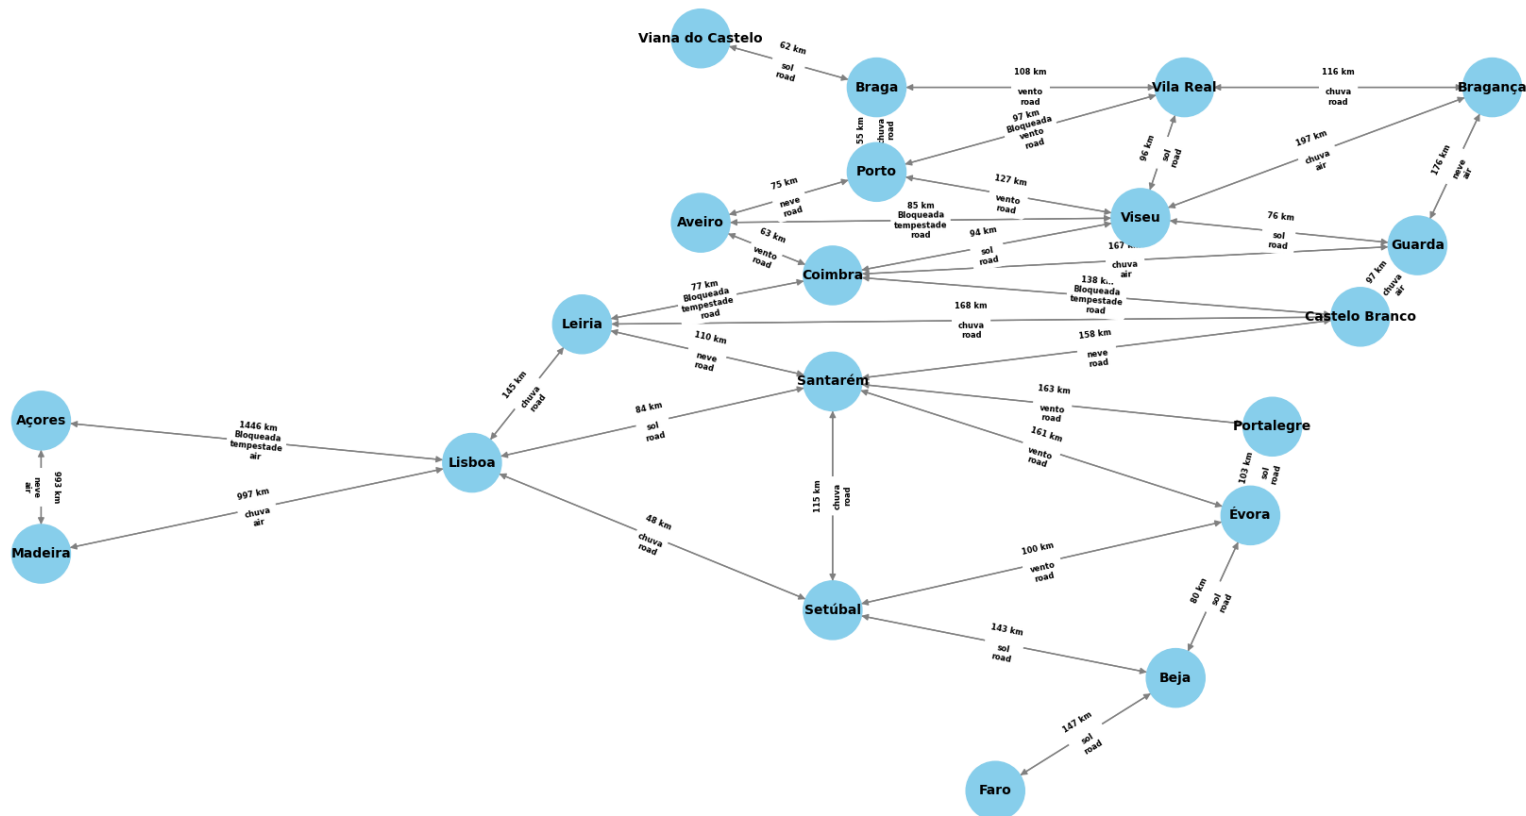 Viana do Castelo
62 km
sol
road
Braga
108 km
vento
road
Vila Real
116 km
chuva
road
Bragança
55 km
chuva
road
97 km
Bloqueada
vento
road
96 km
sol
road
197 km
chuva
air
176 km
neve
air
Porto
75 km
neve
road
127 km
vento
road
Aveiro
85 km
Bloqueada
tempestade
road
Viseu
76 km
sol
road
Guarda
63 km
vento
road
94 km
sol
road
167
chuva
air
Coimbra
97 km
chuva
air
77 km
Bloqueada
tempestade
road
138
Bloqueada
tempestade
road
Leiria
168 km
chuva
road
Castelo Branco
110 km
neve
road
158 km
neve
road
145 km
chuva
road
Santarém
163 km
vento
road
Açores
84 km
sol
road
Portalegre
1446 km
Bloqueada
tempestade
air
161 km
vento
road
Lisboa
103 km
sol
road
993 km
neve
air
997 km
chuva
air
115 km
chuva
road
Évora
48 km
chuva
road
Madeira
100 km
vento
road
Setúbal
80 km
sol
road
143 km
sol
road
Beja
147 km
sol
road
Faro